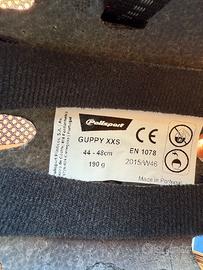 Polisport
GUPPY XXS
44 - 48cm
190 g
CE
EN 1078
2015/W46
Made in Portugal